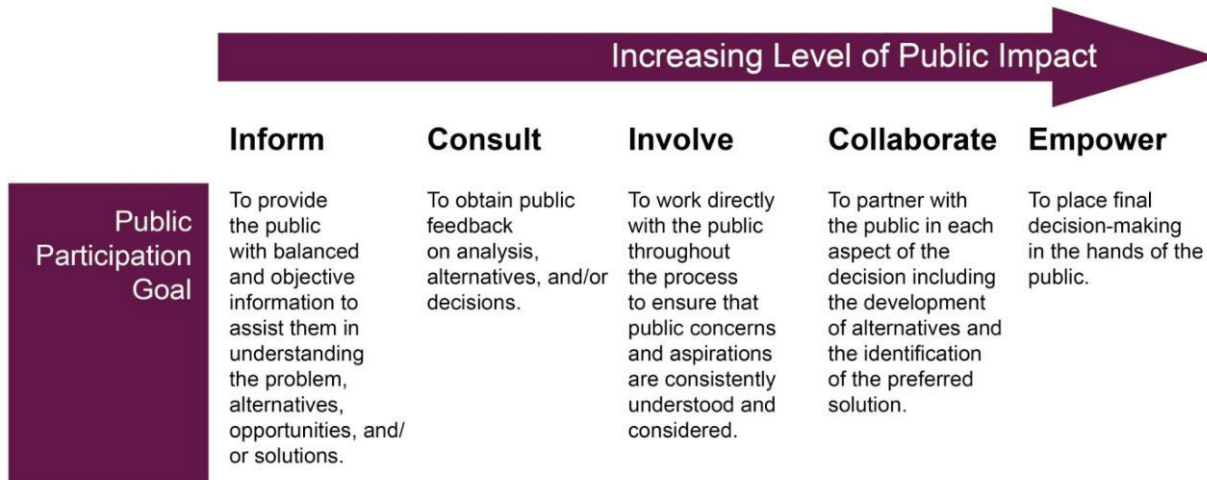 Increasing Level of Public Impact
Inform
Consult
Involve
Collaborate
Empower
Public
Participation
Goal
To provide
the public
with balanced
and objective
information to
assist them in
understanding
the problem,
alternatives,
opportunities, and/
or solutions.
To obtain public
feedback
on analysis,
alternatives, and/or
decisions.
To work directly
with the public
throughout
the process
to ensure that
public concerns
and aspirations
are consistently
understood and
considered.
To partner with
the public in each
aspect of the
decision including
the development
of alternatives and
the identification
of the preferred
solution.
To place final
decision-making
in the hands of the
public.